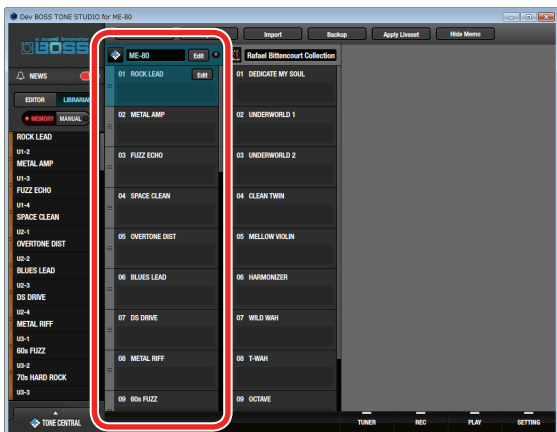 Dev BOSS TONE STUDIO for ME-80
a sound innovator
BOSS
Import
Backup
Apply Liveset
Hide Memo
NEWS
EDITOR
LIBRARIAN
MEMORY
MANUAL
ROCK LEAD
U1-2
METAL AMP
U1-3
FUZZ ECHO
U1-4
SPACE CLEAN
U2-1
OVERTONE DIST
U2-2
BLUES LEAD
U2-3
DS DRIVE
U2-4
METAL RIFF
U3-1
60s FUZZ
U3-2
70s HARD ROCK
U3-3
TONE CENTRAL
ME-80
Edit
01 ROCK LEAD
Edit
02 METAL AMP
03 FUZZ ECHO
04 SPACE CLEAN
05 OVERTONE DIST
06 BLUES LEAD
07 DS DRIVE
08 METAL RIFF
09 60s FUZZ
Rafael Bittencourt Collection
01 DEDICATE MY SOUL
02 UNDERWORLD 1
03 UNDERWORLD 2
04 CLEAN TWIN
05 MELLOW VIOLIN
06 HARMONIZER
07 WILD WAH
08 T-WAH
09 OCTAVE
TUNER
REC
PLAY
SETTING